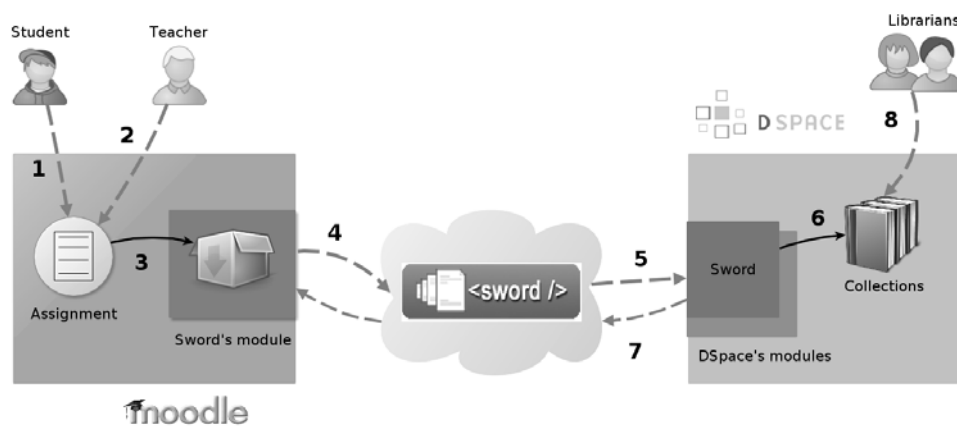 Student
Teacher
Librarians
1
2
8
DSPACE
3
4
5
6
7
<sword />
Sword
Assignment
Collections
Sword's module
DSpace's modules
moodle